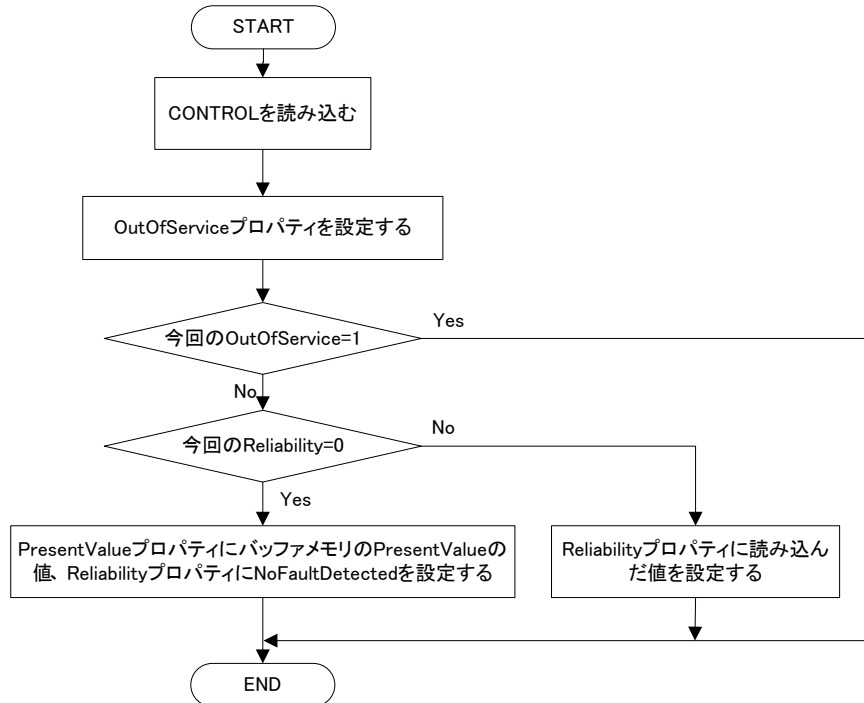 START
CONTROLを読み込む
OutOfServiceプロパティを設定する
今回のOutOfService=1
Yes
No
今回のReliability=0
No
Yes
PresentValueプロパティにバッファメモリのPresentValueの
値、ReliabilityプロパティにNoFaultDetectedを設定する
Reliabilityプロパティに読み込ん
だ値を設定する
END